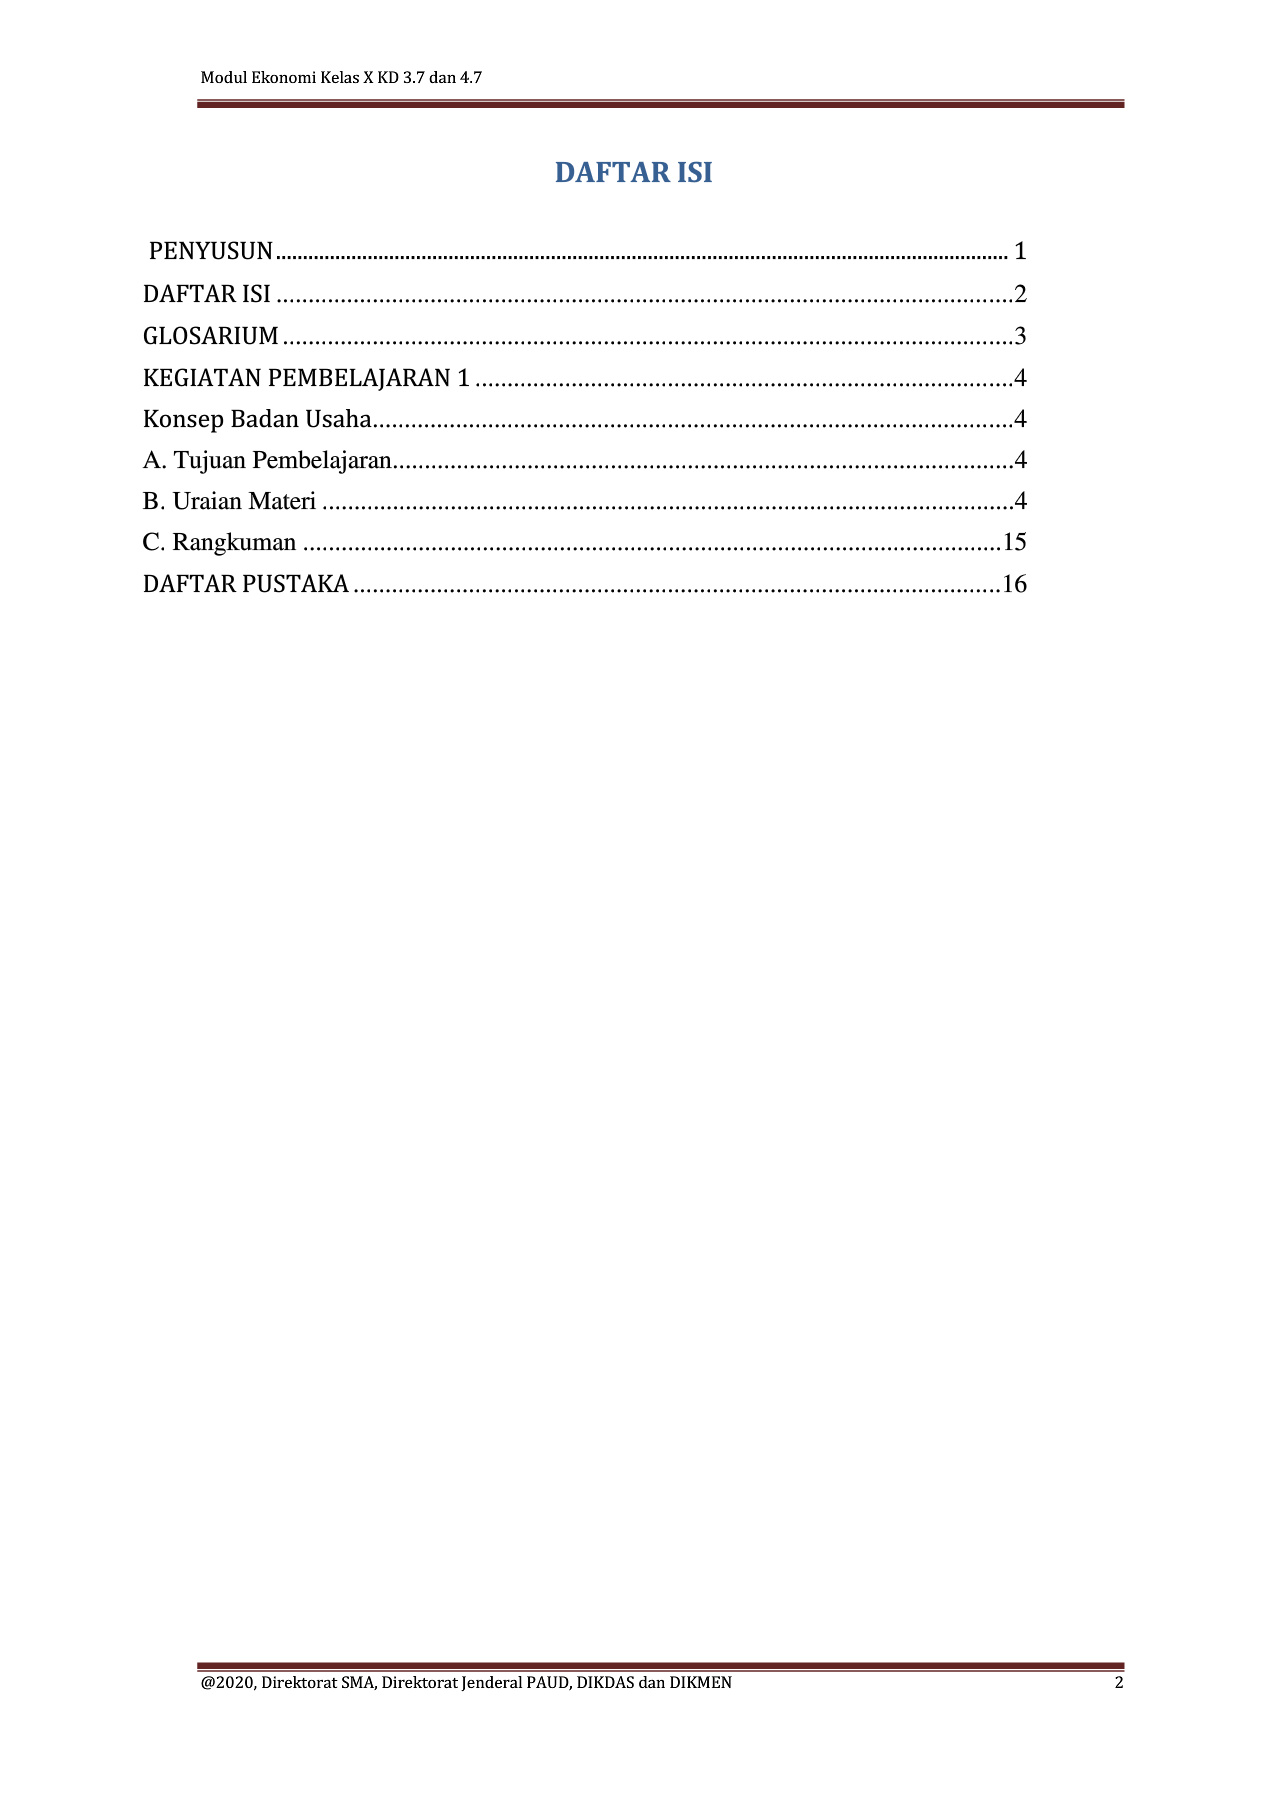 Modul Ekonomi Kelas X KD 3.7 dan 4.7
DAFTAR ISI
PENYUSUN........................................................................................................................ 1
DAFTAR ISI ....................................................................................................................2
GLOSARIUM ...................................................................................................................3
KEGIATAN PEMBELAJARAN 1 .....................................................................................4
Konsep Badan Usaha.....................................................................................................4
A. Tujuan Pembelajaran..................................................................................................4
B. Uraian Materi .............................................................................................................4
C. Rangkuman ..............................................................................................................15
DAFTAR PUSTAKA ......................................................................................................16
@2020, Direktorat SMA, Direktorat Jenderal PAUD, DIKDAS dan DIKMEN 2